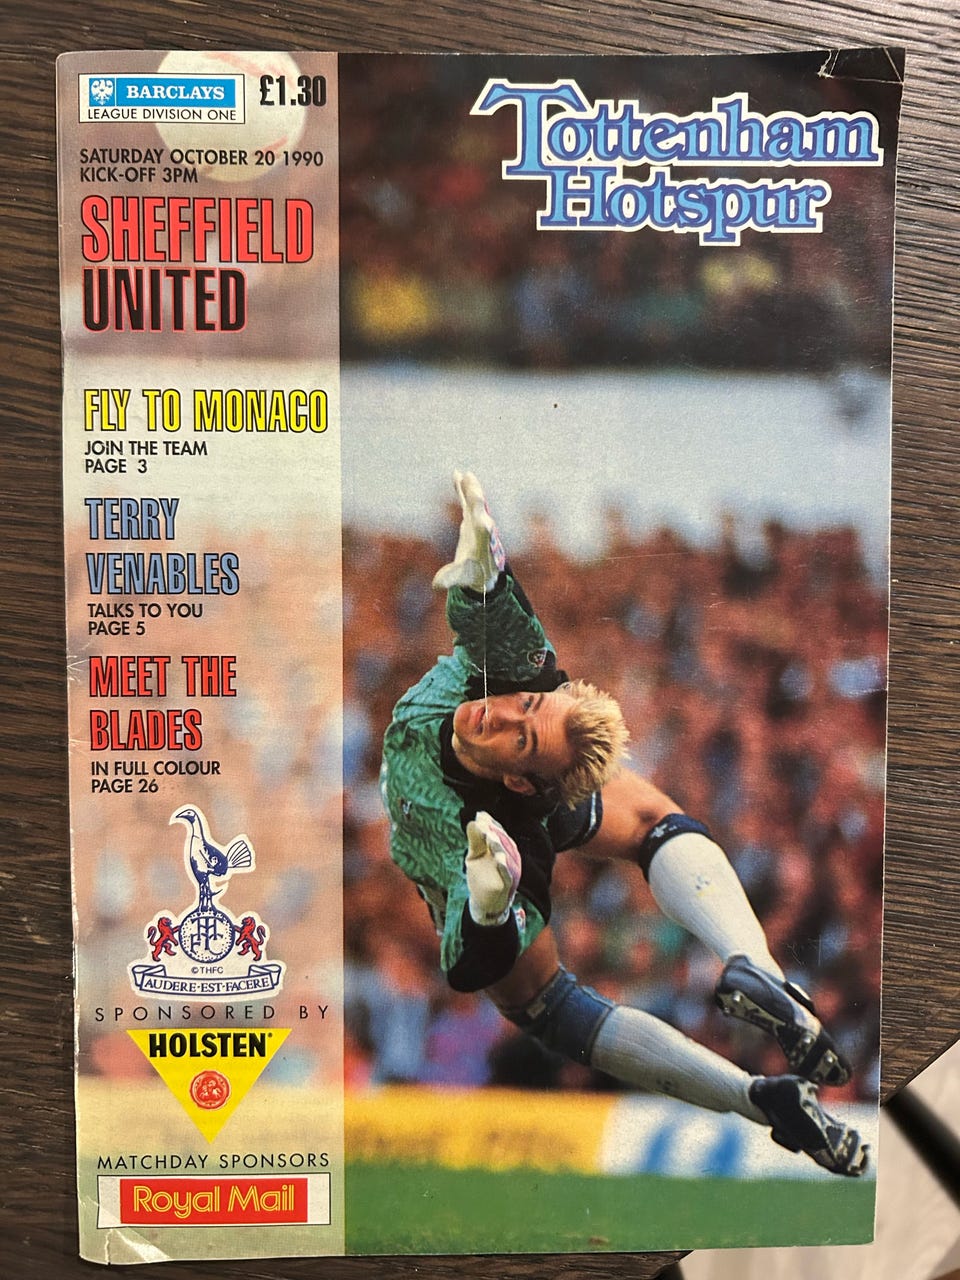 BARCLAYS
LEAGUE DIVISION ONE
£1.30
SATURDAY OCTOBER 20 1990
KICK-OFF 3PM
SHEFFIELD
UNITED
FLY TO MONACO
JOIN THE TEAM
PAGE 3
TERRY
VENABLES
TALKS TO YOU
PAGE 5
MEET THE
BLADES
IN FULL COLOUR
PAGE 26
©THFC
AUDERE·EST·FACERE
SPONSORED BY
HOLSTEN®
MATCHDAY SPONSORS
Royal Mail
Tottenham
Hotspur